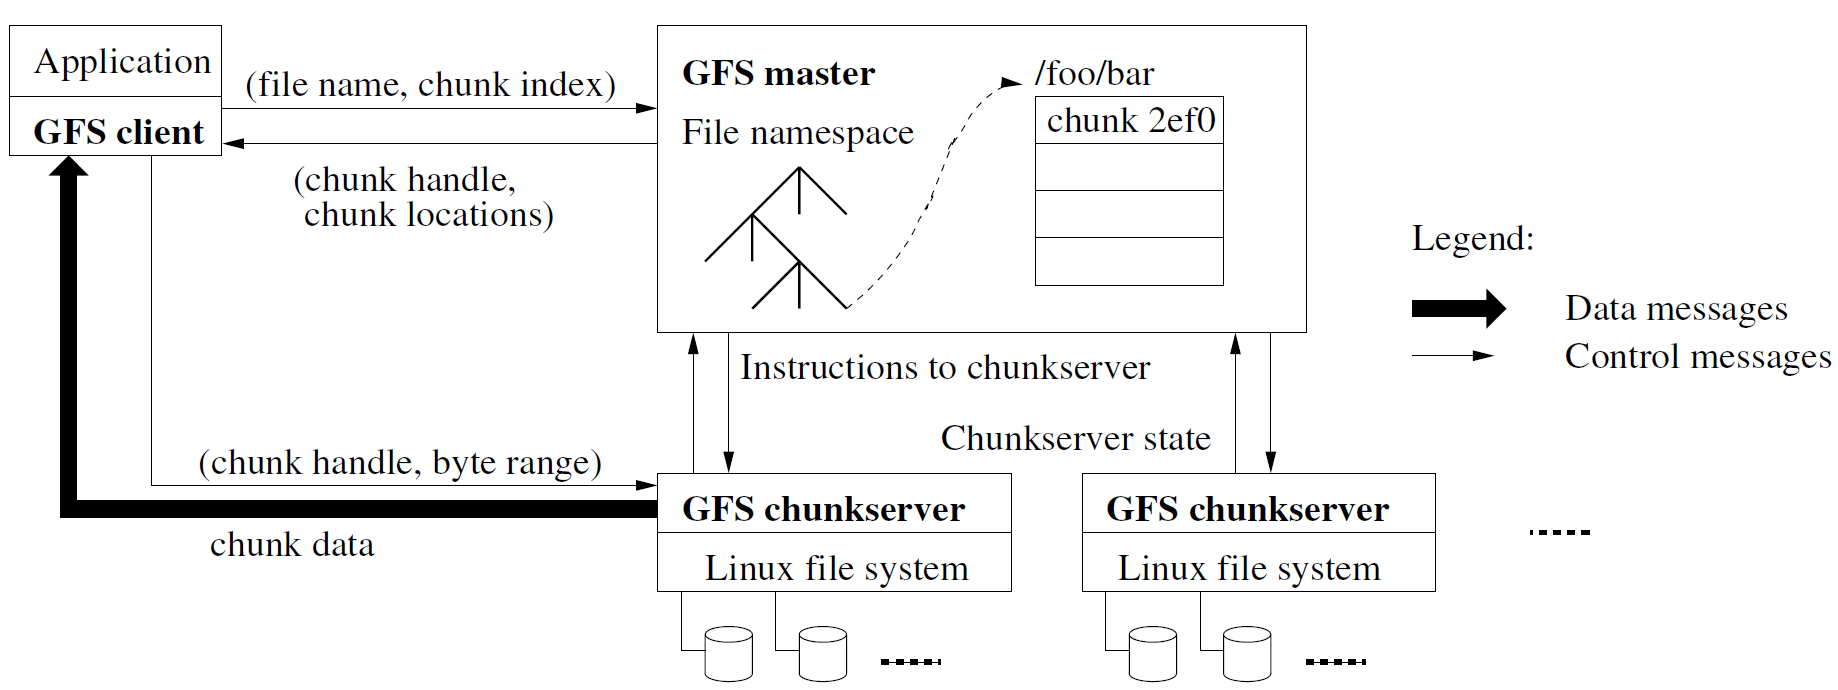 Application
GFS client
(file name, chunk index)
(chunk handle,
chunk locations)
GFS master
File namespace
/foo/bar
chunk 2ef0
Legend:
Data messages
Control messages
Instructions to chunkserver
Chunkserver state
(chunk handle, byte range)
chunk data
GFS chunkserver
Linux file system
GFS chunkserver
Linux file system